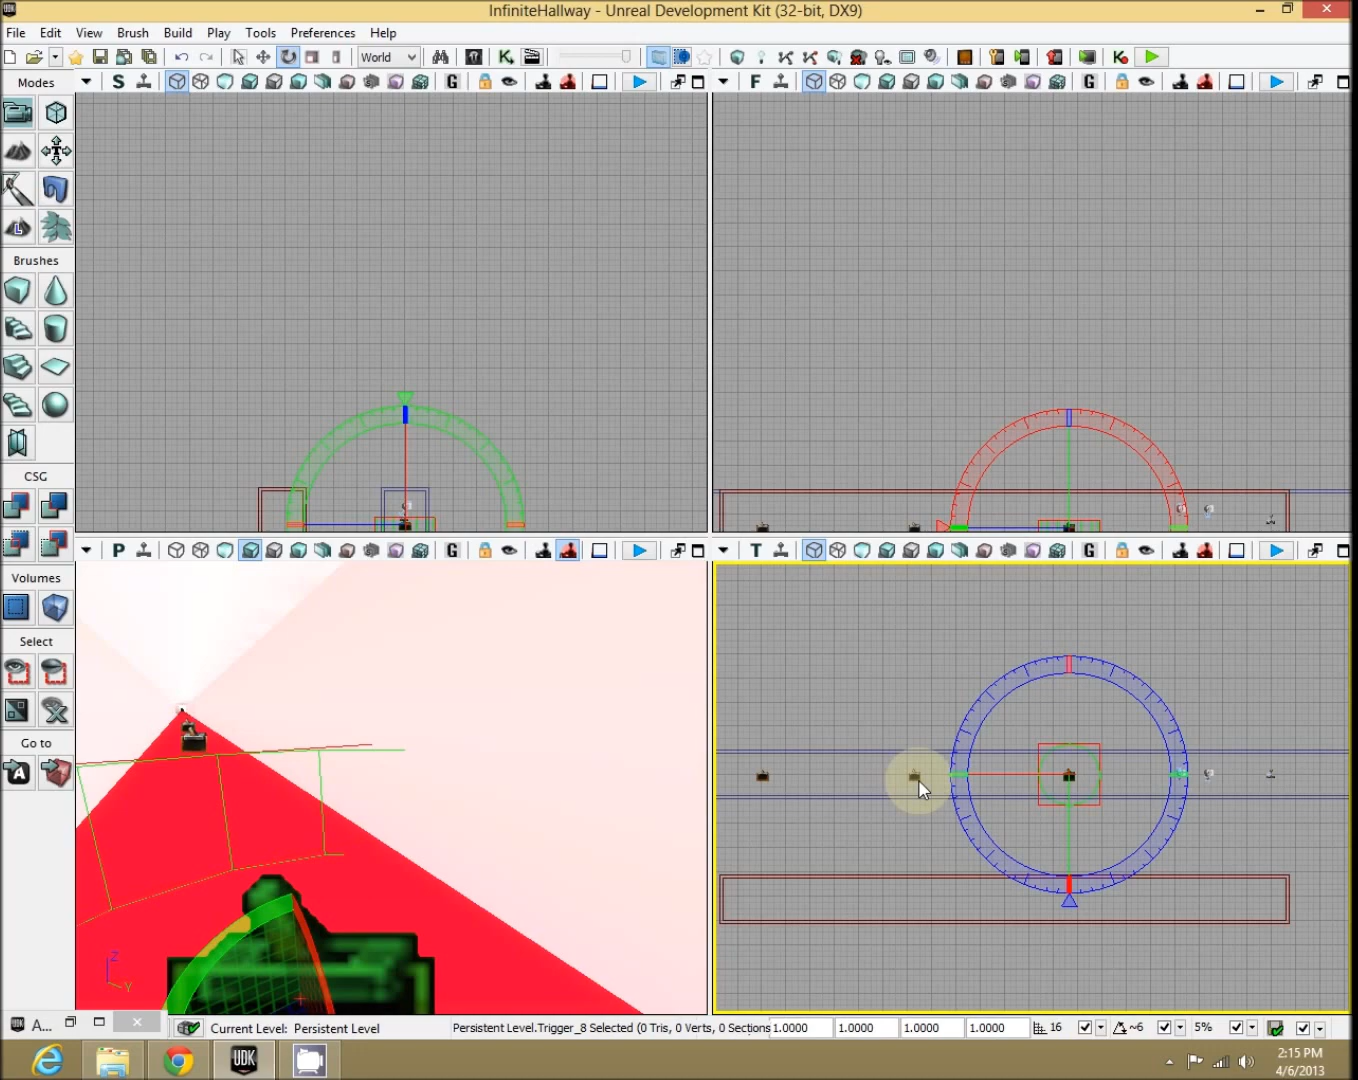 InfiniteHallway - Unreal Development Kit (32-bit, DX9)
File Edit View Brush Build Play Tools Preferences Help
World
Modes
S G
F G
Brushes
CSG
P G
T G
Volumes
Select
Go to
Z
Y
A...
Current Level: Persistent Level
Persistent Level.Trigger_8 Selected (0 Tris, 0 Verts, 0 Sections
1.0000 1.0000 1.0000 1.0000 16 ~6 5%
UDK
2:15 PM
4/6/2013